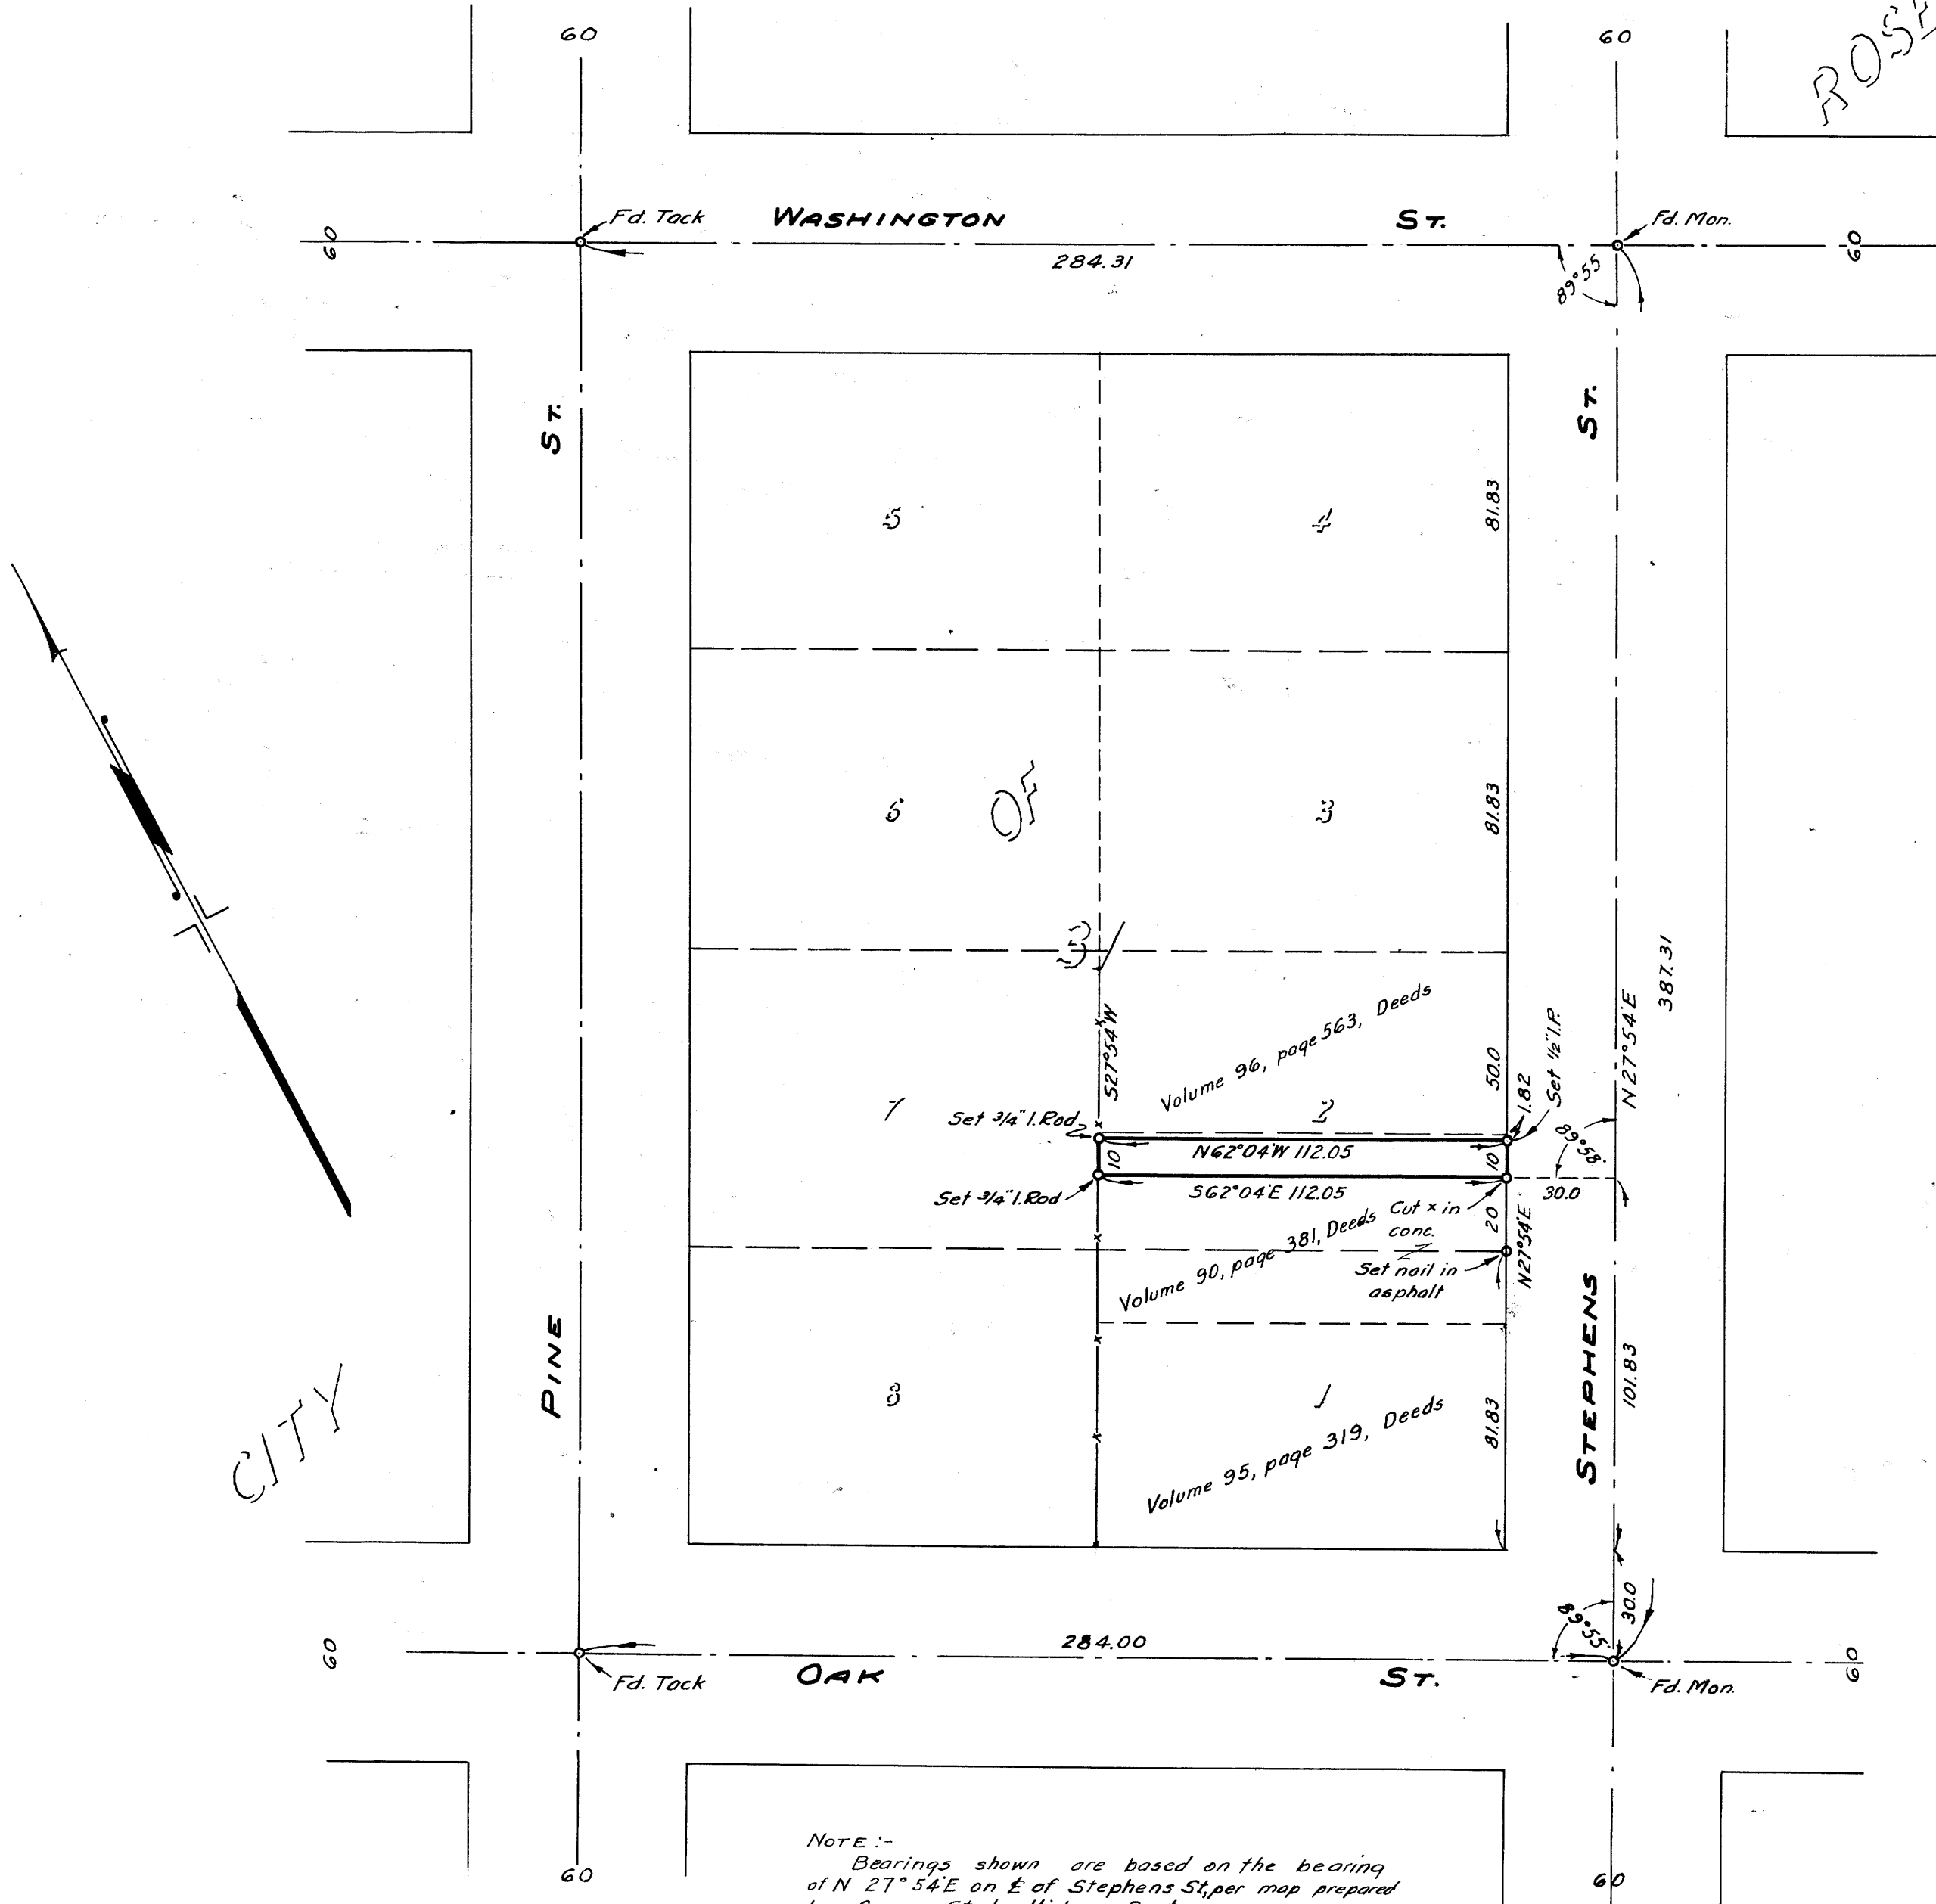 60
60
Fd. Tack
WASHINGTON
ST.
Fd. Mon.
60
60
284.31
89°55
ST.
ST.
5
4
81.83
6
OF
3
81.83
387.31
S27°54'W
Volume 96, page 563, Deeds
N27°54'E
50.0
1.82
Set 1/2" I.P.
7
2
Set 3/4" I.Rod
10
N62°04'W 112.05
10
89°58'
Set 3/4" I.Rod
S62°04'E 112.05
30.0
Volume 90, page 381, Deeds
Cut x in
conc.
20
N27°54'E
Set nail in
asphalt
PINE
STEPHENS
101.83
8
1
81.83
CITY
Volume 95, page 319, Deeds
30.0
89°55'
60
284.00
60
Fd. Tack
OAK
ST.
Fd. Mon.
NOTE :-
Bearings shown are based on the bearing
of N 27° 54'E on ℄ of Stephens St, per map prepared
60
60